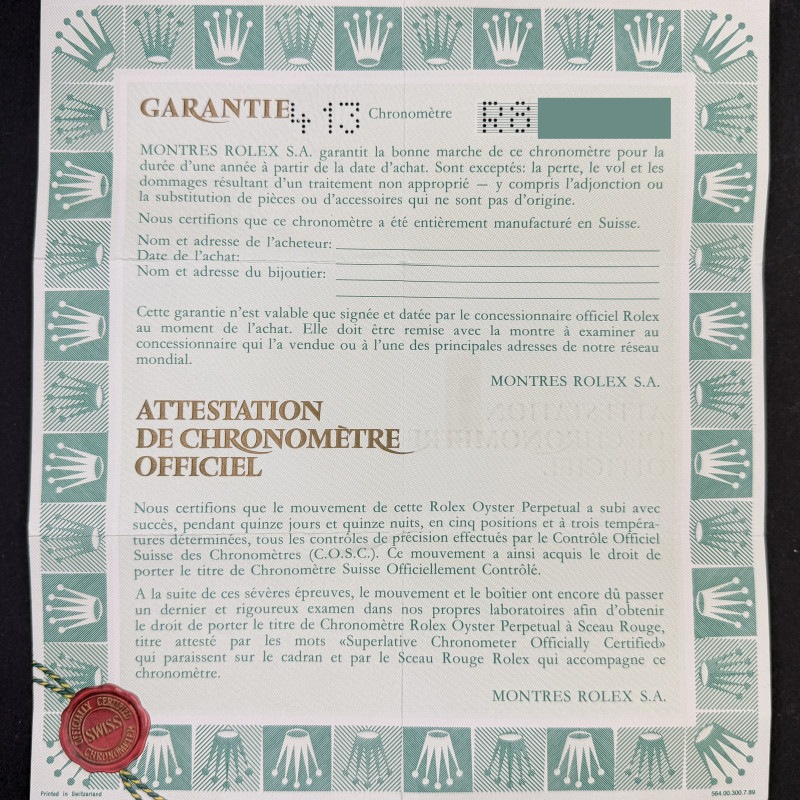 GARANTIE 413 Chronomètre R8
MONTRES ROLEX S.A. garantit la bonne marche de ce chronomètre pour la
durée d'une année à partir de la date d'achat. Sont exceptés: la perte, le vol et les
dommages résultant d'un traitement non approprié — y compris l'adjonction ou
la substitution de pièces ou d'accessoires qui ne sont pas d'origine.
Nous certifions que ce chronomètre a été entièrement manufacturé en Suisse.
Nom et adresse de l'acheteur:
Date de l'achat:
Nom et adresse du bijoutier:
Cette garantie n'est valable que signée et datée par le concessionnaire officiel Rolex
au moment de l'achat. Elle doit être remise avec la montre à examiner au
concessionnaire qui l'a vendue ou à l'une des principales adresses de notre réseau
mondial.
MONTRES ROLEX S.A.
ATTESTATION
DE CHRONOMÈTRE
OFFICIEL
Nous certifions que le mouvement de cette Rolex Oyster Perpetual a subi avec
succès, pendant quinze jours et quinze nuits, en cinq positions et à trois tempéra-
tures déterminées, tous les contrôles de précision effectués par le Contrôle Officiel
Suisse des Chronomètres (C.O.S.C.). Ce mouvement a ainsi acquis le droit de
porter le titre de Chronomètre Suisse Officiellement Contrôlé.
A la suite de ces sévères épreuves, le mouvement et le boîtier ont encore dû passer
un dernier et rigoureux examen dans nos propres laboratoires afin d'obtenir
le droit de porter le titre de Chronomètre Rolex Oyster Perpetual à Sceau Rouge,
titre attesté par les mots «Superlative Chronometer Officially Certified»
qui paraissent sur le cadran et par le Sceau Rouge Rolex qui accompagne ce
chronomètre.
MONTRES ROLEX S.A.
OFFICIALLY CERTIFIED
SWISS
CHRONOMETER
Printed in Switzerland
564.00.300.7.89